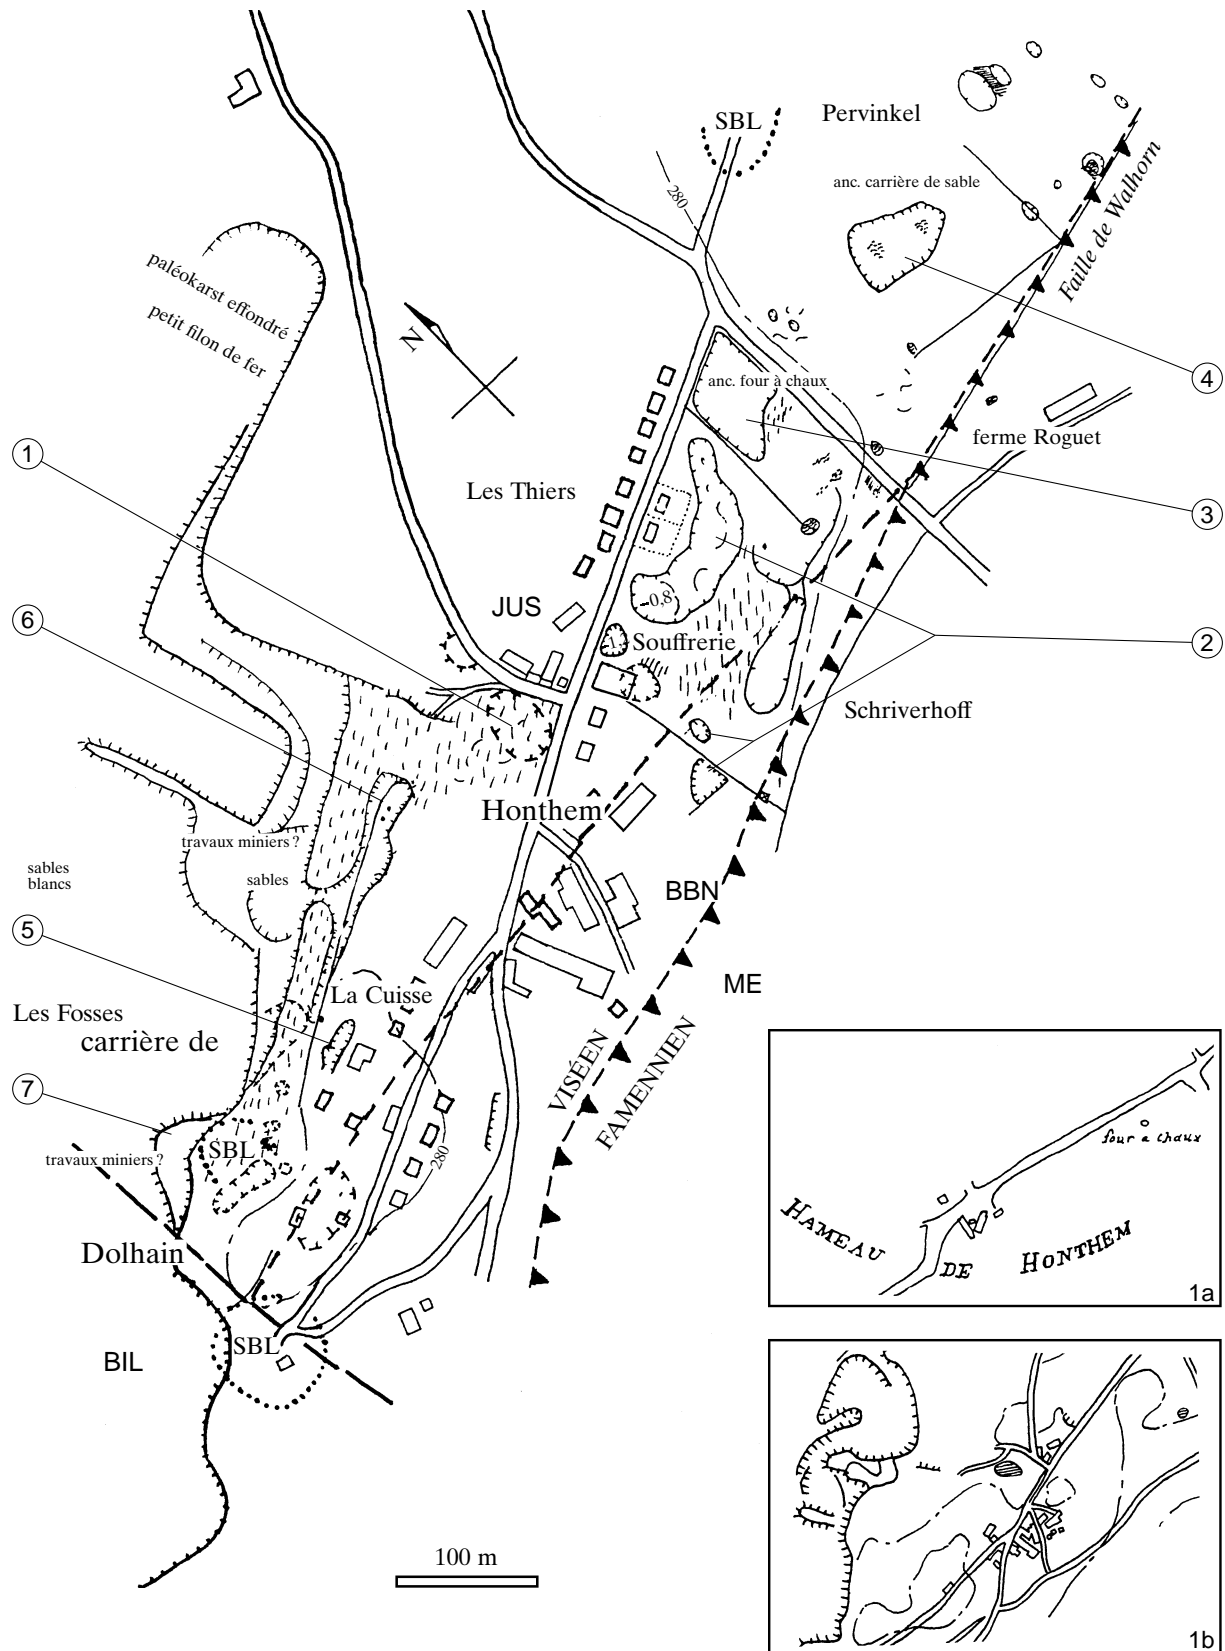 SBL
Pervinkel
280
anc. carrière de sable
Faille de Walhorn
paléokarst effondré
petit filon de fer
N
4
anc. four à chaux
ferme Roguet
1
Les Thiers
3
-0,8
JUS
6
-1
Souffrerie
2
Schriverhoff
Honthem
travaux miniers ?
sables
blancs
sables
BBN
5
ME
La Cuisse
Les Fosses
carrière de
VISÉEN
FAMENNIEN
7
SBL
travaux miniers ?
280
Dolhain
SBL
BIL
100 m
four a chaux
HAMEAU
DE
HONTHEM
1a
1b